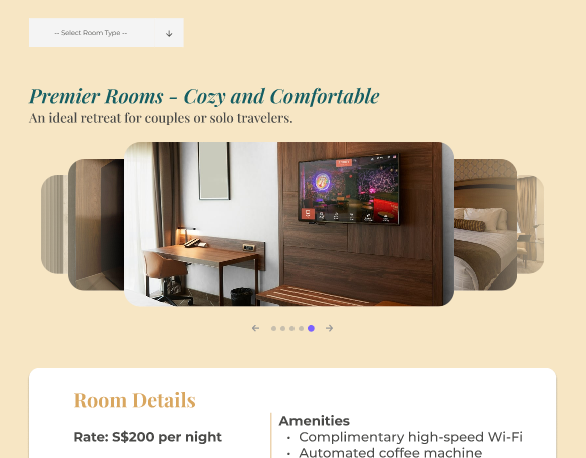 -- Select Room Type --
Premier Rooms - Cozy and Comfortable
An ideal retreat for couples or solo travelers.
Room Details
Rate: S$200 per night
Amenities
• Complimentary high-speed Wi-Fi
• Automated coffee machine